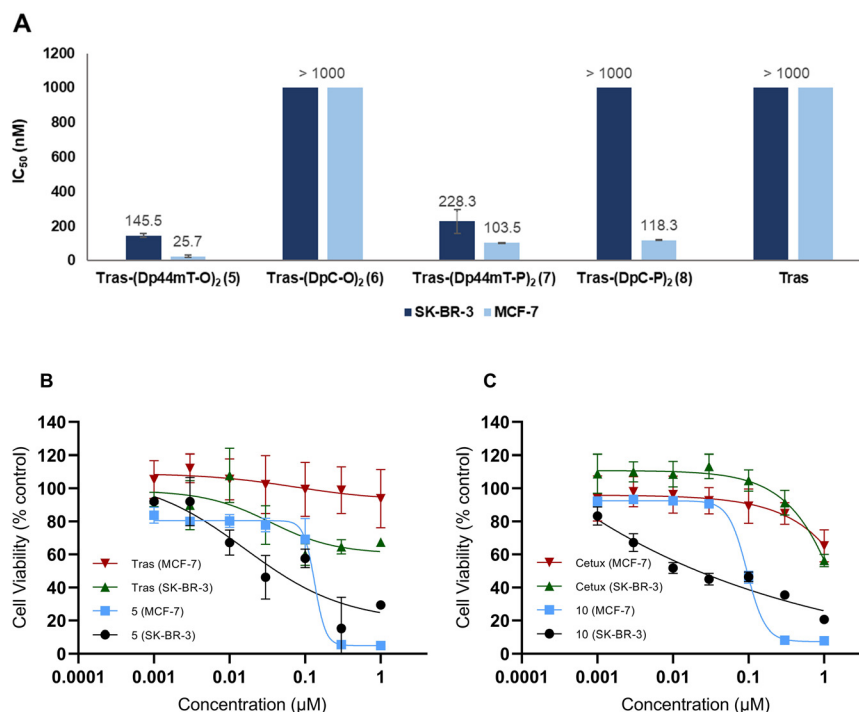 A
1200
1000
800
600
400
200
0
IC50 (nM)
145.5
25.7
> 1000
228.3
103.5
> 1000
118.3
> 1000
Tras-(Dp44mT-O)2 (5)
Tras-(DpC-O)2 (6)
Tras-(Dp44mT-P)2 (7)
Tras-(DpC-P)2 (8)
Tras
SK-BR-3
MCF-7
B
140
120
100
80
60
40
20
0
Cell Viability (% control)
Tras (MCF-7)
Tras (SK-BR-3)
5 (MCF-7)
5 (SK-BR-3)
0.0001
0.001
0.01
0.1
1
Concentration (µM)
C
140
120
100
80
60
40
20
0
Cell Viability (% control)
Cetux (MCF-7)
Cetux (SK-BR-3)
10 (MCF-7)
10 (SK-BR-3)
0.0001
0.001
0.01
0.1
1
Concentration (µM)